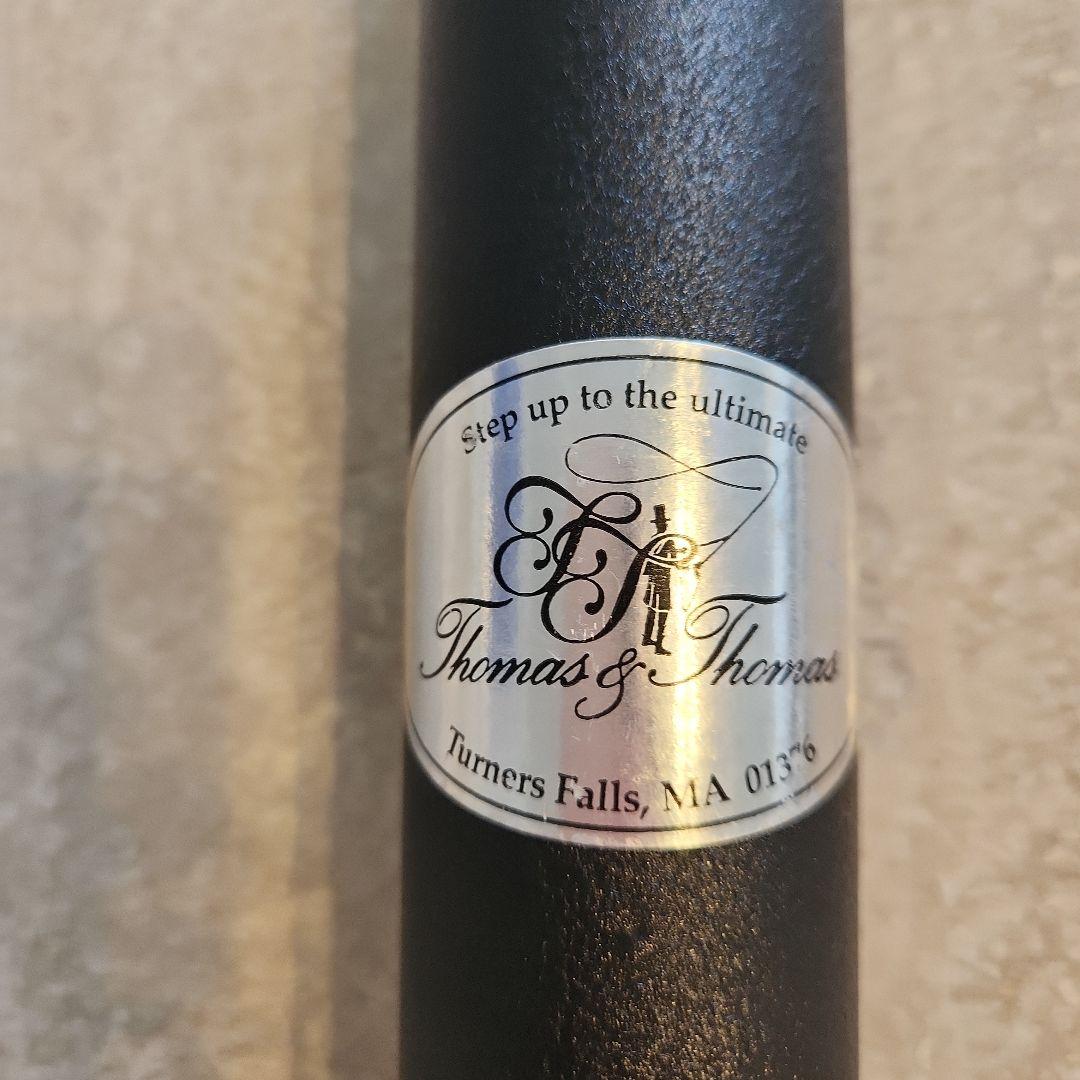 Step up to the ultimate
Thomas & Thomas
Turners Falls, MA 01376